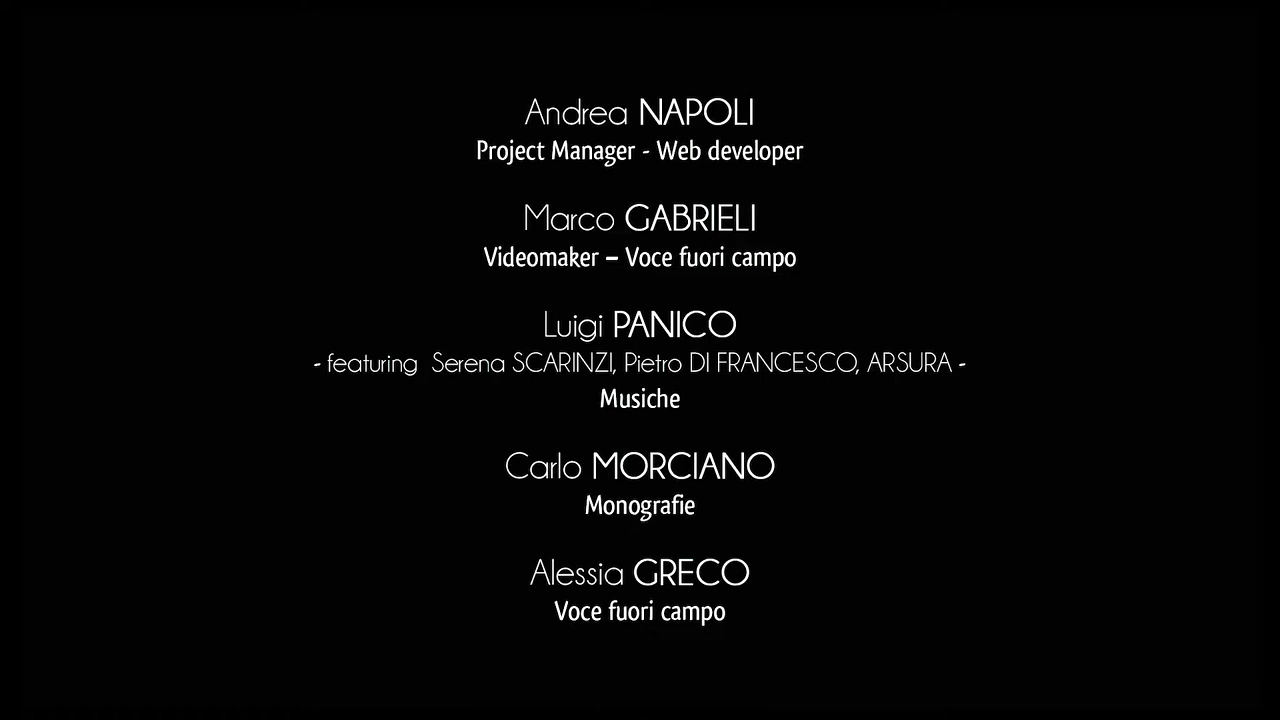 Andrea NAPOLI
Project Manager - Web developer
Marco GABRIELI
Videomaker – Voce fuori campo
Luigi PANICO
- featuring Serena SCARINZI, Pietro DI FRANCESCO, ARSURA -
Musiche
Carlo MORCIANO
Monografie
Alessia GRECO
Voce fuori campo